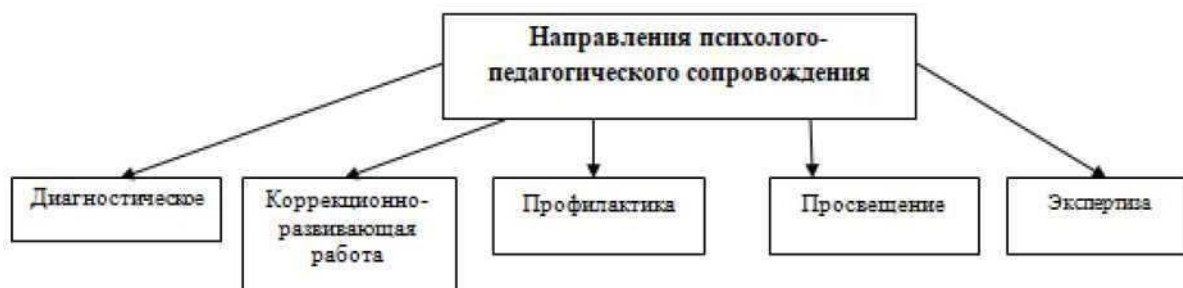 Направления психолого-
педагогического сопровождения
Диагностическое
Коррекционно-
развивающая
работа
Профилактика
Просвещение
Экспертиза